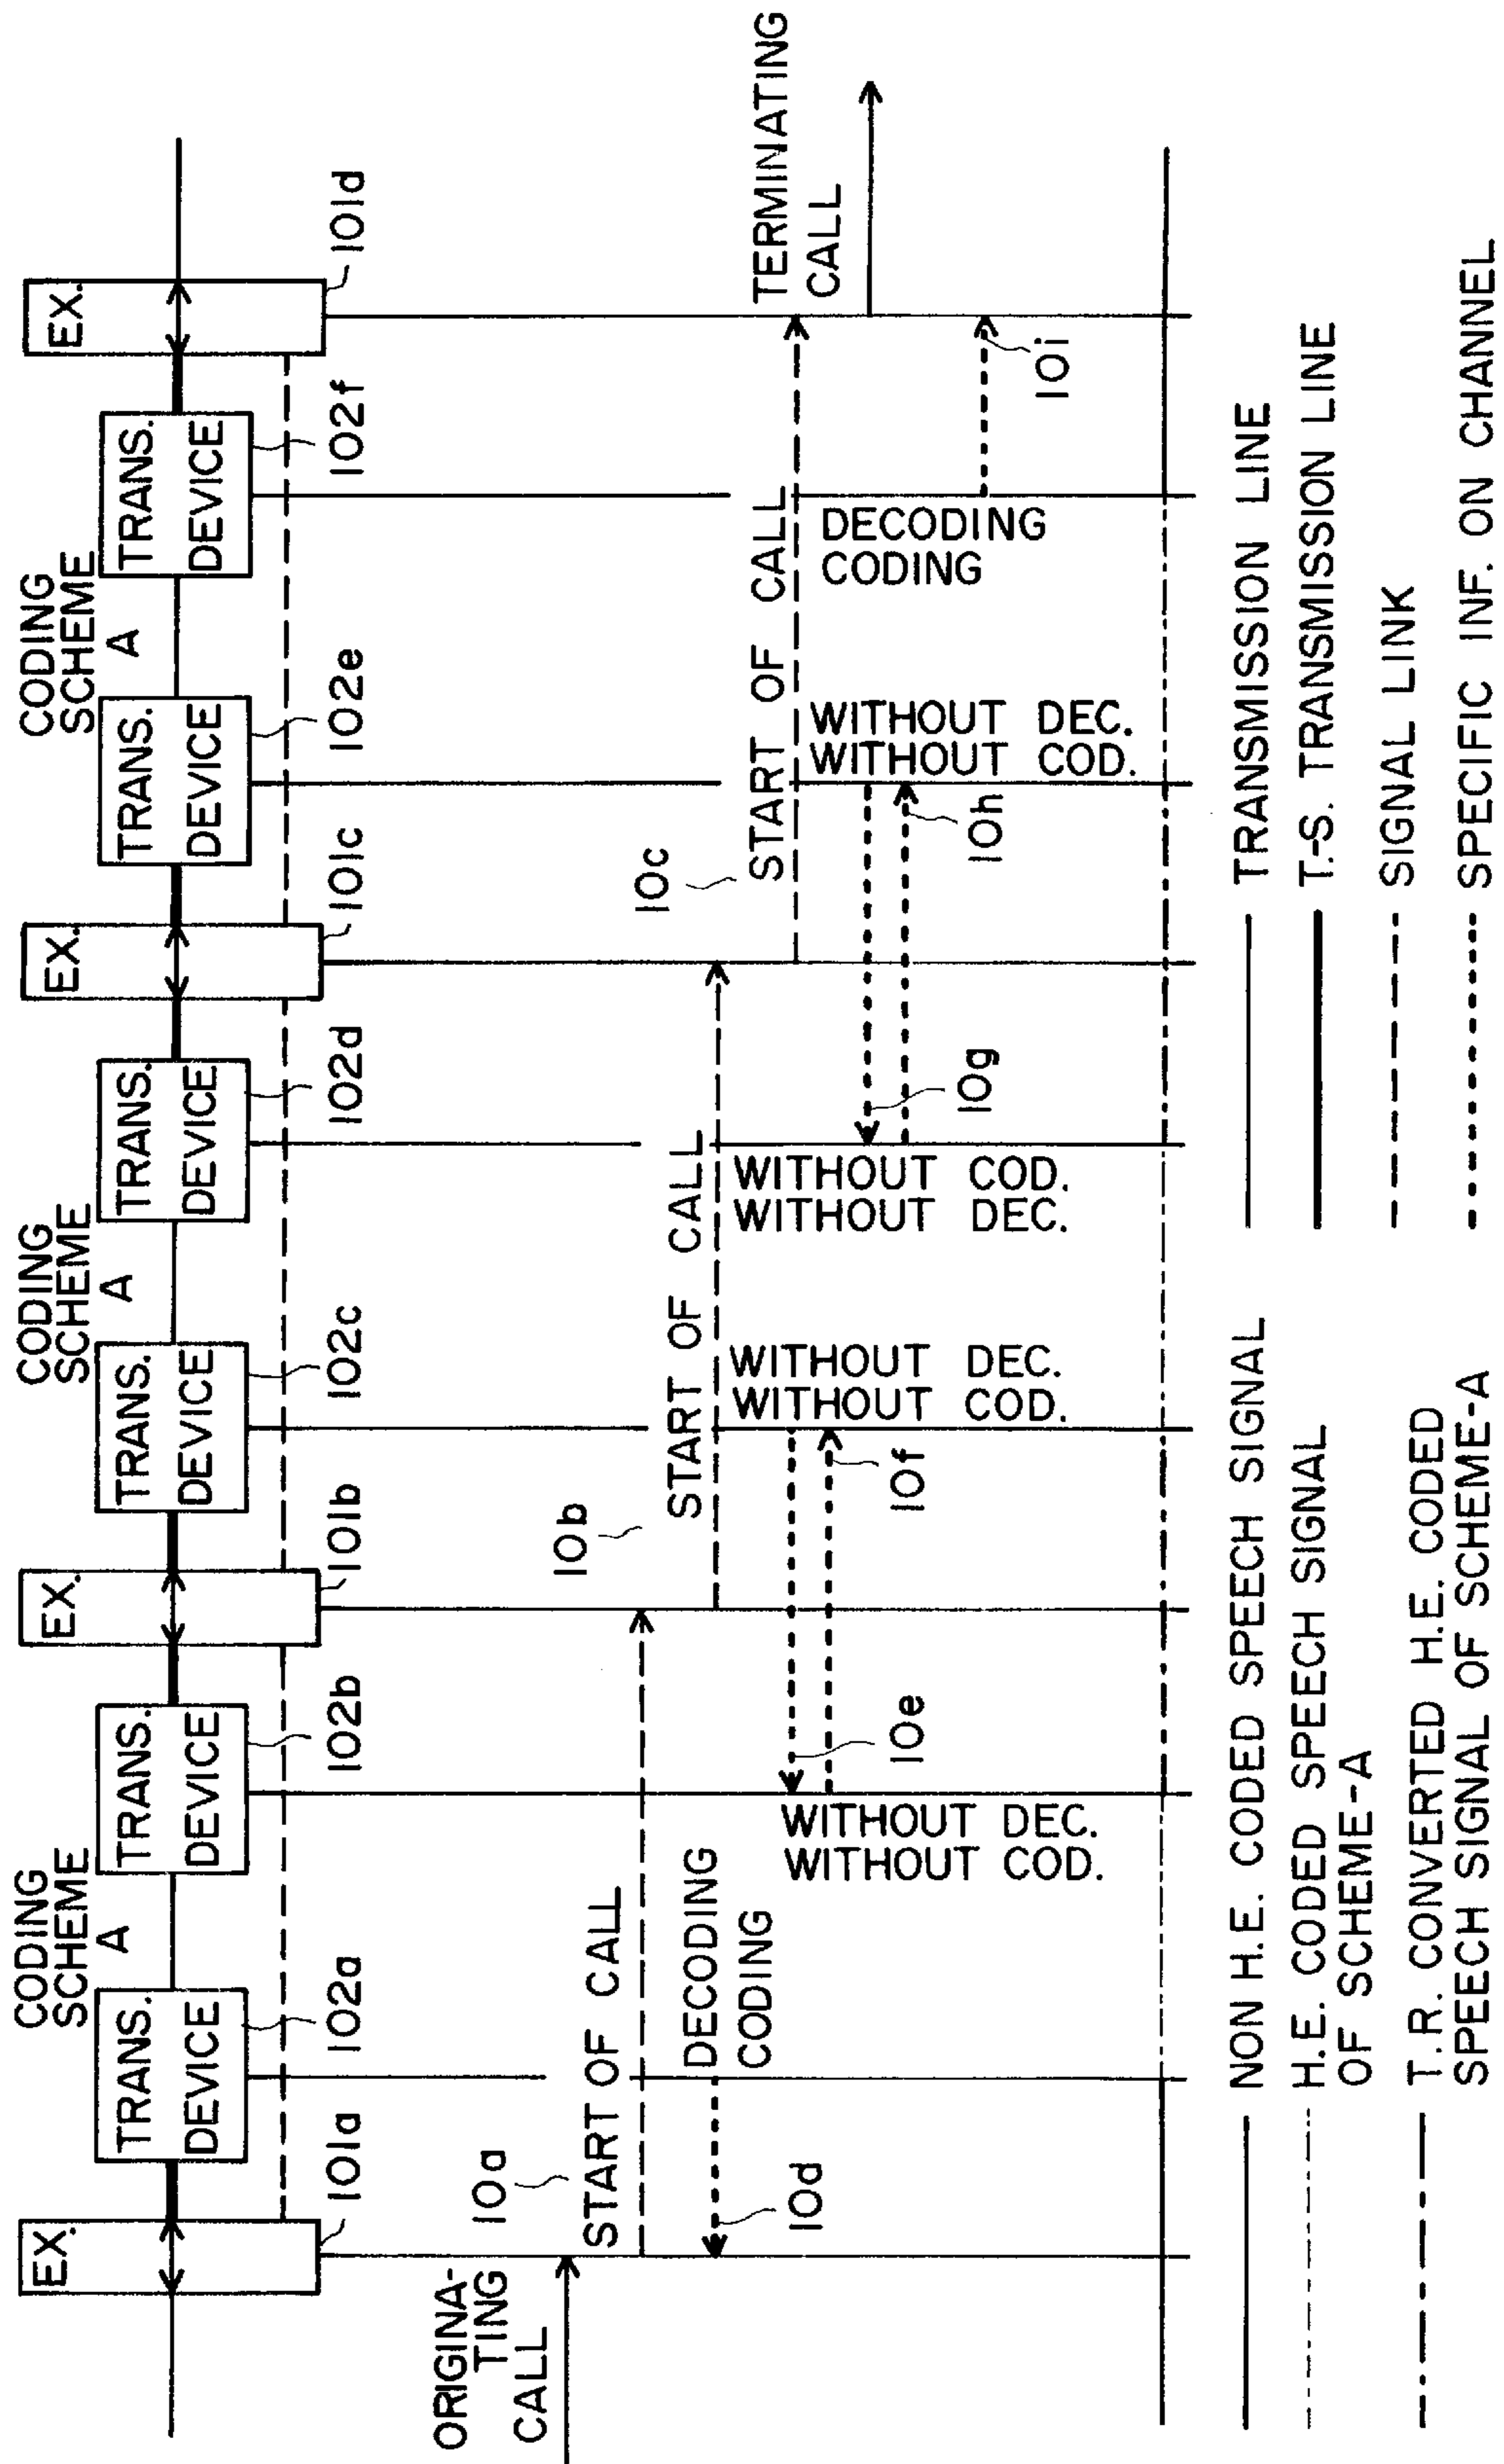 EX.
TRANS.
DEVICE
CODING
SCHEME
A
TRANS.
DEVICE
EX.
TRANS.
DEVICE
CODING
SCHEME
A
TRANS.
DEVICE
EX.
TRANS.
DEVICE
CODING
SCHEME
A
TRANS.
DEVICE
EX.
101a
102a
102b
101b
102c
102d
101c
102e
102f
101d
ORIGINA-
TING
CALL
10a
START OF CALL
10d
DECODING
CODING
10b
START OF CALL
WITHOUT DEC.
WITHOUT COD.
10e
10f
WITHOUT DEC.
WITHOUT COD.
10c
START OF CALL
WITHOUT COD.
WITHOUT DEC.
10g
10h
WITHOUT DEC.
WITHOUT COD.
DECODING
CODING
10i
TERMINATING
CALL
NON H.E. CODED SPEECH SIGNAL
H.E. CODED SPEECH SIGNAL
OF SCHEME-A
T.R. CONVERTED H.E. CODED
SPEECH SIGNAL OF SCHEME-A
TRANSMISSION LINE
T.-S. TRANSMISSION LINE
SIGNAL LINK
SPECIFIC INF. ON CHANNEL